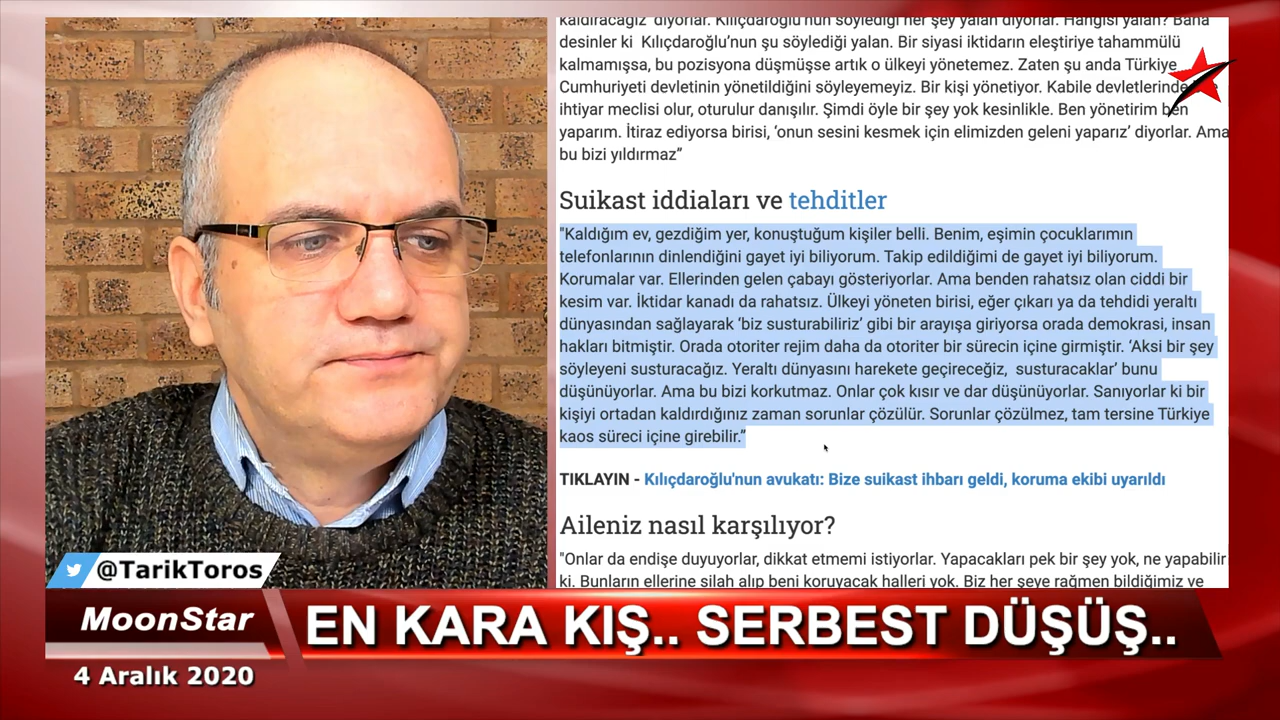 kaldıracağız' diyorlar. Kılıçdaroğlu'nun söylediği her şey yalan diyorlar. Hangisi yalan? Bana
desinler ki Kılıçdaroğlu’nun şu söylediği yalan. Bir siyasi iktidarın eleştiriye tahammülü
kalmamışsa, bu pozisyona düşmüşse artık o ülkeyi yönetemez. Zaten şu anda Türkiye
Cumhuriyeti devletinin yönetildiğini söyleyemeyiz. Bir kişi yönetiyor. Kabile devletlerinde
ihtiyar meclisi olur, oturulur danışılır. Şimdi öyle bir şey yok kesinlikle. Ben yönetirim ben
yaparım. İtiraz ediyorsa birisi, ‘onun sesini kesmek için elimizden geleni yaparız’ diyorlar. Ama
bu bizi yıldırmaz”
Suikast iddiaları ve tehditler
"Kaldığım ev, gezdiğim yer, konuştuğum kişiler belli. Benim, eşimin çocuklarımın
telefonlarının dinlendiğini gayet iyi biliyorum. Takip edildiğimi de gayet iyi biliyorum.
Korumalar var. Ellerinden gelen çabayı gösteriyorlar. Ama benden rahatsız olan ciddi bir
kesim var. İktidar kanadı da rahatsız. Ülkeyi yöneten birisi, eğer çıkarı ya da tehdidi yeraltı
dünyasından sağlayarak ‘biz susturabiliriz’ gibi bir arayışa giriyorsa orada demokrasi, insan
hakları bitmiştir. Orada otoriter rejim daha da otoriter bir sürecin içine girmiştir. ‘Aksi bir şey
söyleyeni susturacağız. Yeraltı dünyasını harekete geçireceğiz, susturacaklar’ bunu
düşünüyorlar. Ama bu bizi korkutmaz. Onlar çok kısır ve dar düşünüyorlar. Sanıyorlar ki bir
kişiyi ortadan kaldırdığınız zaman sorunlar çözülür. Sorunlar çözülmez, tam tersine Türkiye
kaos süreci içine girebilir.”
TIKLAYIN - Kılıçdaroğlu'nun avukatı: Bize suikast ihbarı geldi, koruma ekibi uyarıldı
Aileniz nasıl karşılıyor?
"Onlar da endişe duyuyorlar, dikkat etmemi istiyorlar. Yapacakları pek bir şey yok, ne yapabilir
ki. Bunların ellerine silah alıp beni koruyacak halleri yok. Biz her şeye rağmen bildiğimiz ve
@TarikToros
MoonStar
EN KARA KIŞ.. SERBEST DÜŞÜŞ..
4 Aralık 2020